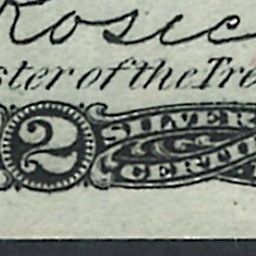 Rosec
ster of the Tre
2 SILVER
CERTI